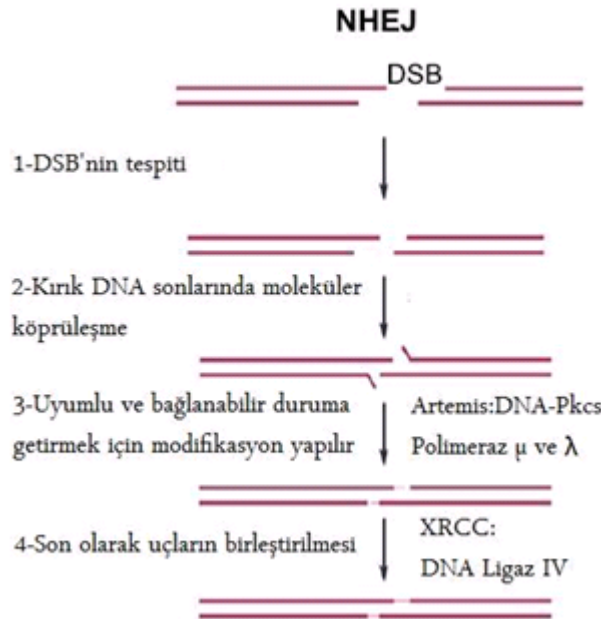 NHEJ
DSB
1-DSB'nin tespiti
2-Kırık DNA sonlarında moleküler
köprüleşme
3-Uyumlu ve bağlanabilir duruma
getirmek için modifikasyon yapılır
Artemis:DNA-Pkcs
Polimeraz μ ve λ
4-Son olarak uçların birleştirilmesi
XRCC:
DNA Ligaz IV